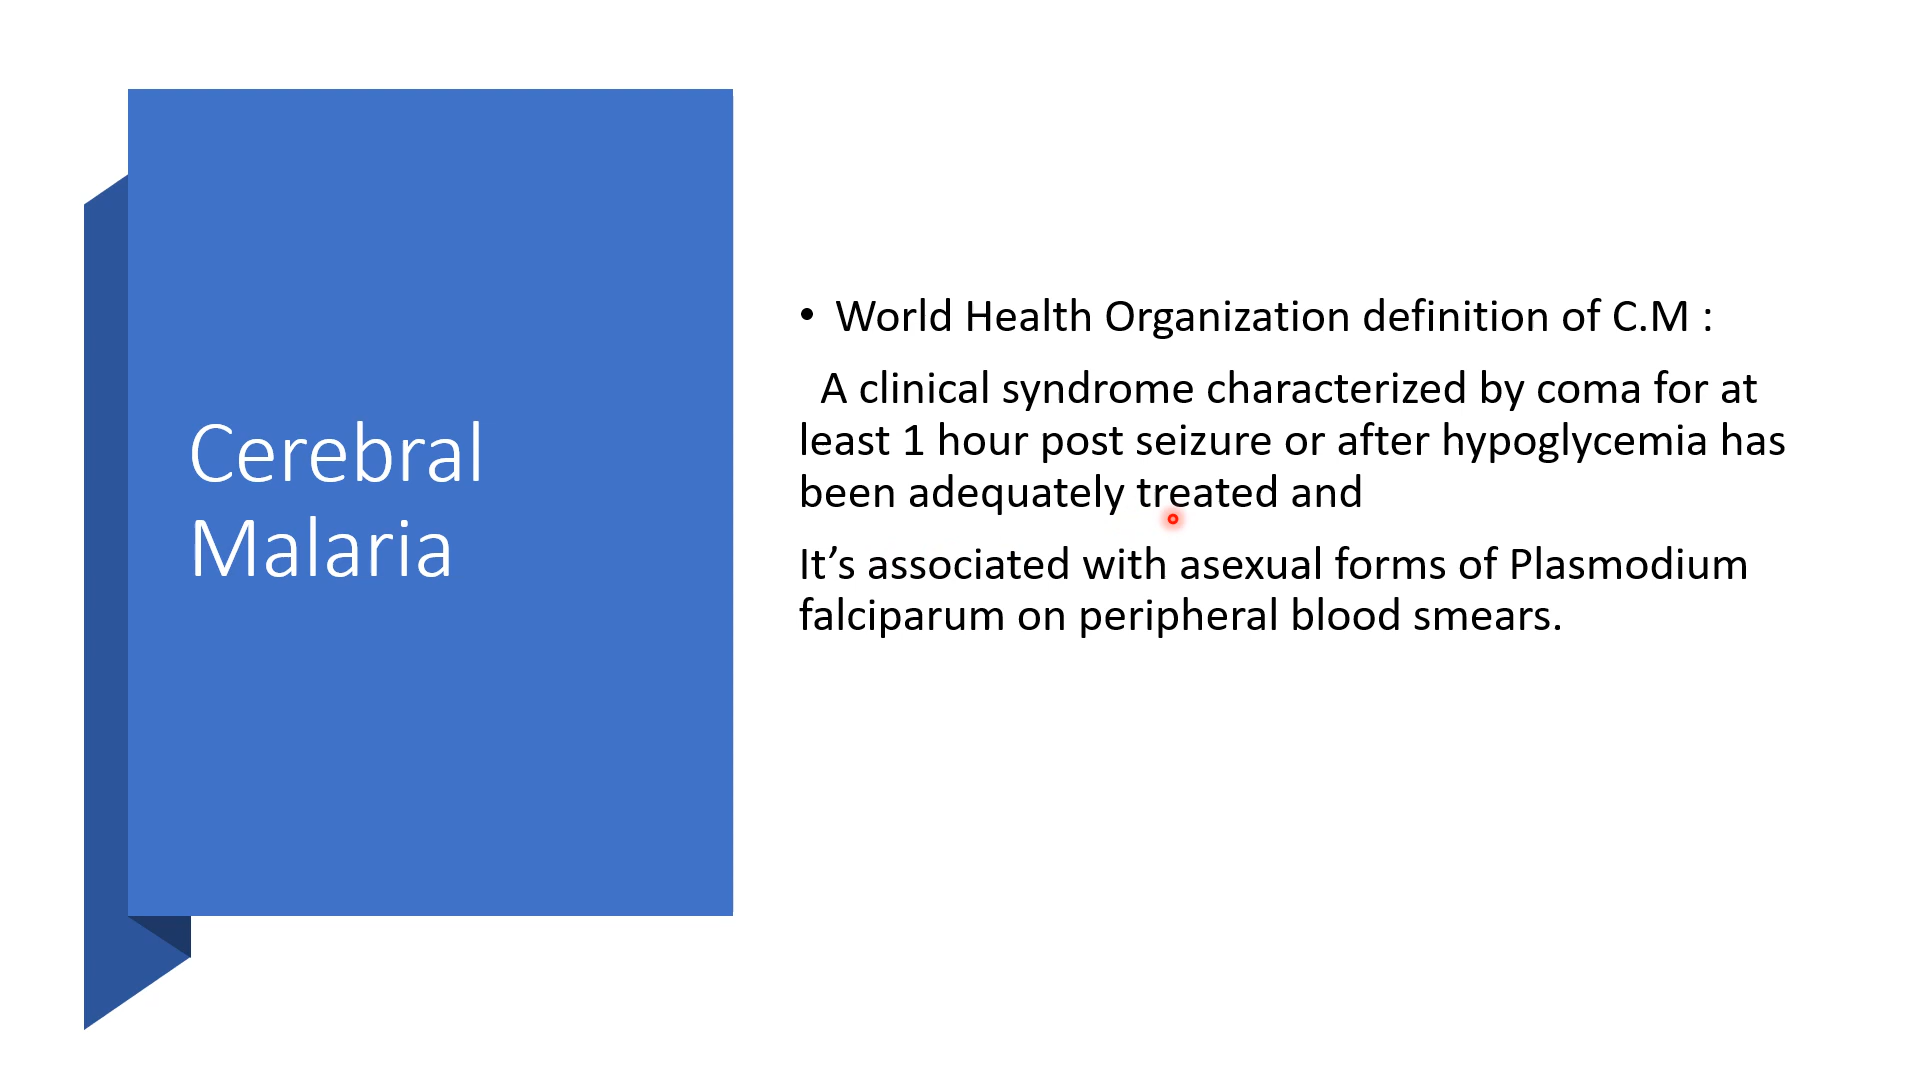 Cerebral
Malaria
• World Health Organization definition of C.M :
A clinical syndrome characterized by coma for at
least 1 hour post seizure or after hypoglycemia has
been adequately treated and
It’s associated with asexual forms of Plasmodium
falciparum on peripheral blood smears.